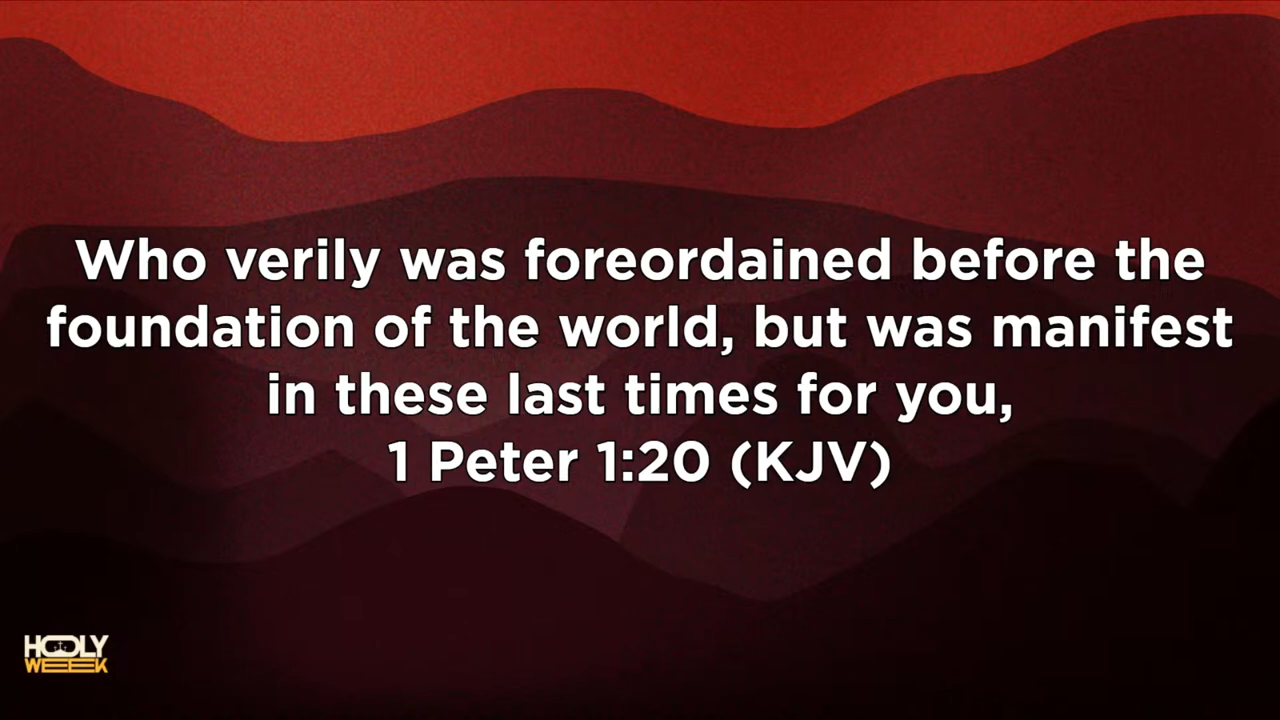 Who verily was foreordained before the
foundation of the world, but was manifest
in these last times for you,
1 Peter 1:20 (KJV)
HOLY
WEEK